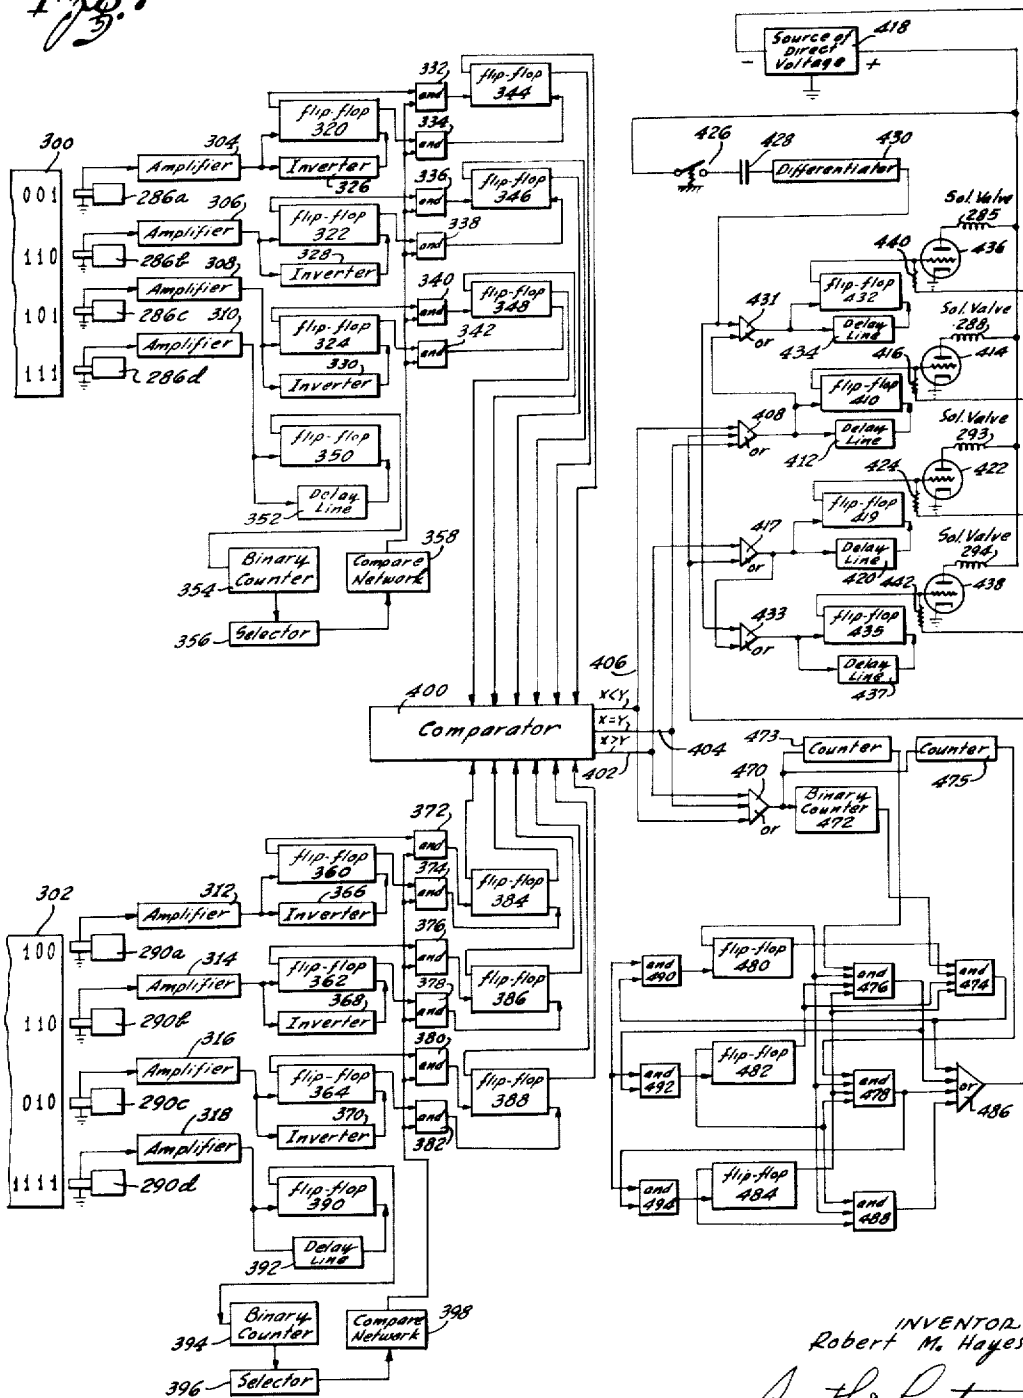 Fig. 5.
300
001
110
101
111
286a
286b
286c
286d
304
Amplifier
306
Amplifier
308
Amplifier
310
Amplifier
flip-flop
320
Inverter
326
flip-flop
322
328
Inverter
flip-flop
324
330
Inverter
flip-flop
350
Delay
Line
352
332
and
334
and
336
and
338
and
340
and
342
and
flip-flop
344
flip-flop
346
flip-flop
348
Binary
Counter
354
Selector
356
Compare
Network
358
400
Comparator
X<Y
X=Y
X>Y
406
404
402
Source of
Direct
Voltage
418
-
+
426
428
430
Differentiator
Sol. Valve
285
436
440
431
or
flip-flop
432
Delay
Line
434
Sol. Valve
288
414
416
408
or
flip-flop
410
Delay
Line
412
Sol. Valve
293
422
424
417
or
flip-flop
419
Delay
Line
420
Sol. Valve
294
438
442
433
or
flip-flop
435
Delay
Line
437
473
Counter
Counter
475
470
or
Binary
Counter
472
302
100
110
010
1111
290a
290b
290c
290d
312
Amplifier
314
Amplifier
316
Amplifier
318
Amplifier
flip-flop
360
366
Inverter
flip-flop
362
368
Inverter
flip-flop
364
370
Inverter
flip-flop
390
Delay
Line
392
372
and
374
and
376
and
378
and
380
and
and
382
flip-flop
384
flip-flop
386
flip-flop
388
Binary
Counter
394
Selector
396
Compare
Network
398
and
490
flip-flop
480
and
476
and
474
and
492
flip-flop
482
and
478
or
486
and
494
flip-flop
484
and
488
INVENTOR
Robert M. Hayes